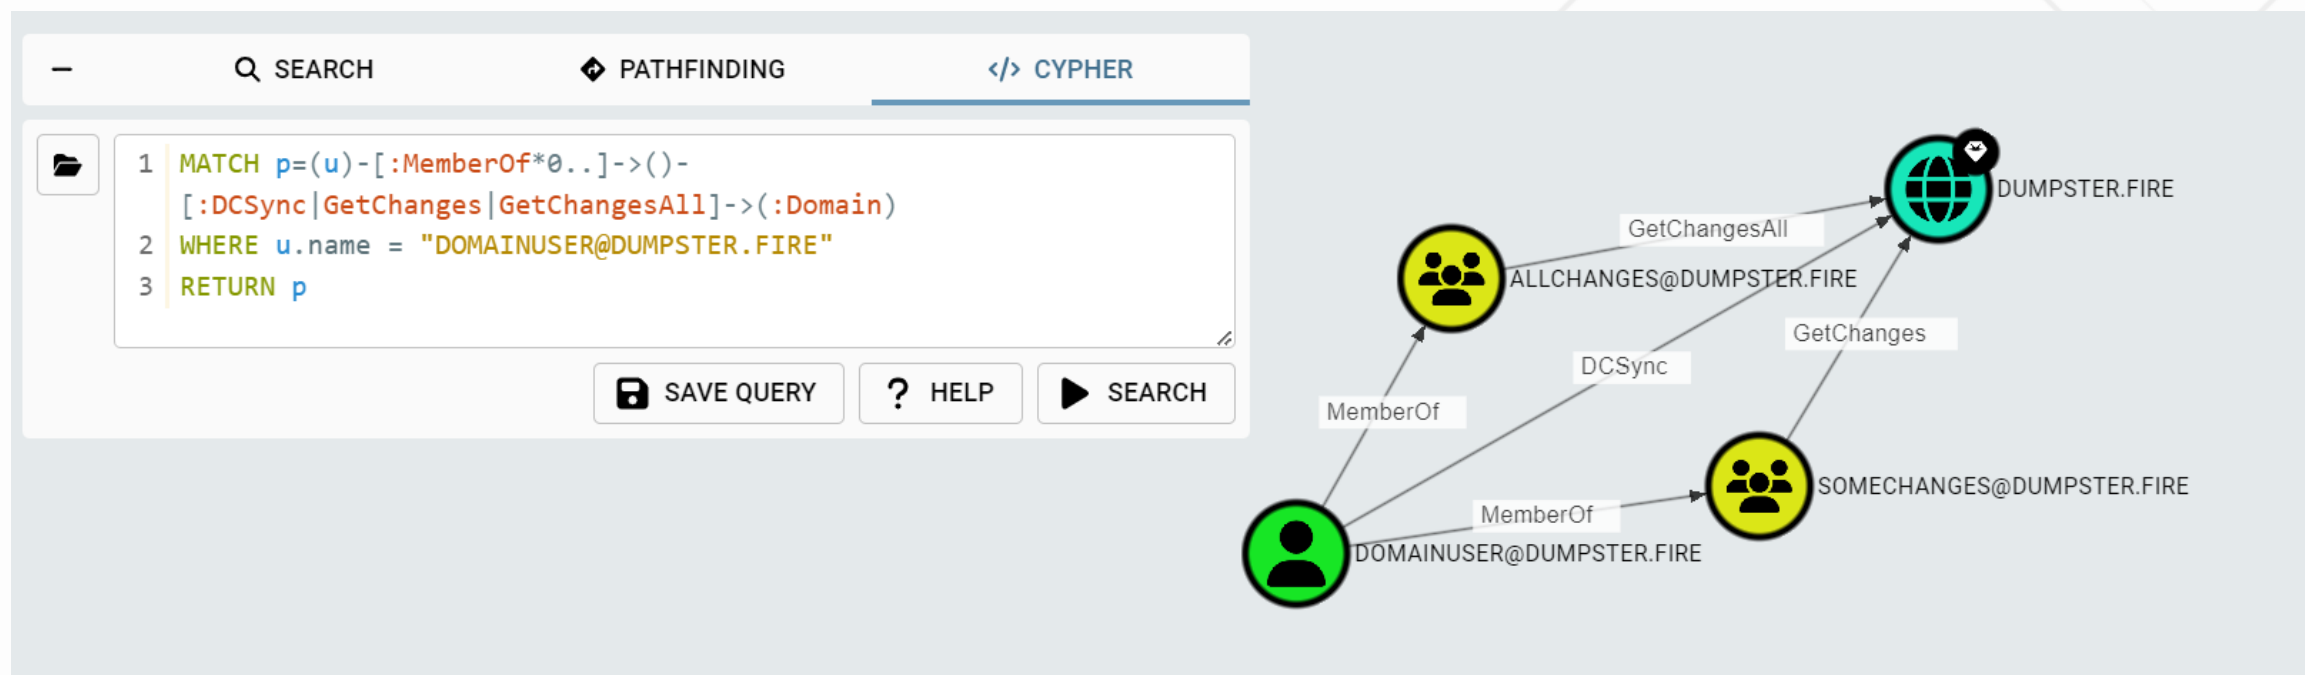 SEARCH
PATHFINDING
</> CYPHER
1 MATCH p=(u)-[:MemberOf*0..]->()-
[:DCSync|GetChanges|GetChangesAll]->(:Domain)
2 WHERE u.name = "DOMAINUSER@DUMPSTER.FIRE"
3 RETURN p
SAVE QUERY
? HELP
SEARCH
DUMPSTER.FIRE
GetChangesAll
ALLCHANGES@DUMPSTER.FIRE
GetChanges
DCSync
MemberOf
SOMECHANGES@DUMPSTER.FIRE
MemberOf
DOMAINUSER@DUMPSTER.FIRE